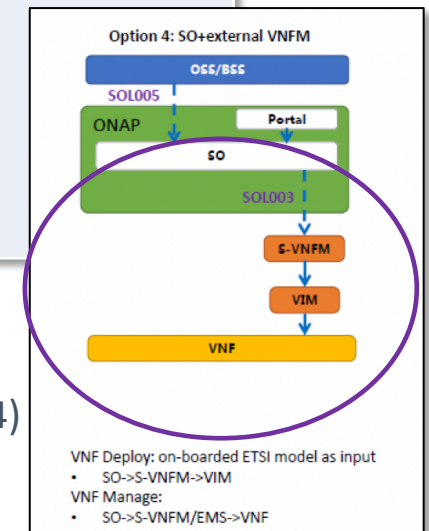 Option 4: SO+external VNFM
OSS/BSS
SOL005
ONAP
Portal
SO
SOL003
S-VNFM
VIM
VNF
4)
VNF Deploy: on-boarded ETSI model as input
• SO->S-VNFM->VIM
VNF Manage:
• SO->S-VNFM/EMS->VNF